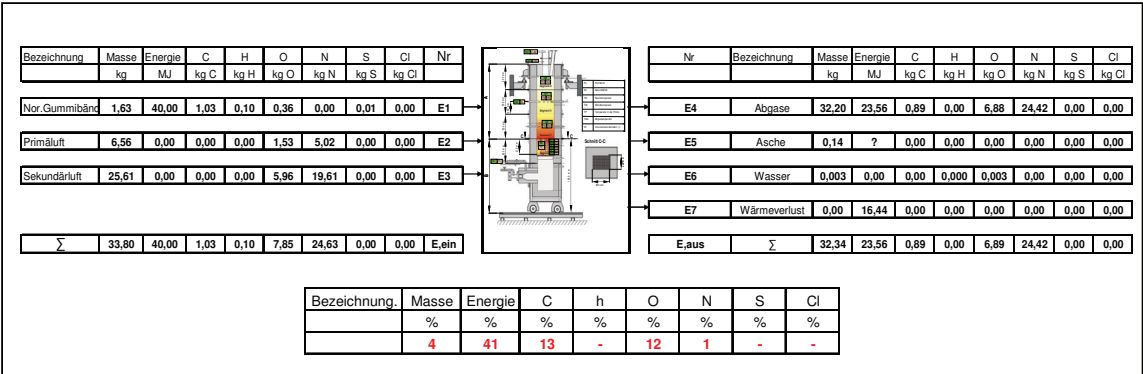 Bezeichnung Masse Energie C H O N S Cl Nr
kg MJ kg C kg H kg O kg N kg S kg Cl
Nor.Gummibänd 1,63 40,00 1,03 0,10 0,36 0,00 0,01 0,00 E1
Primäluft 6,56 0,00 0,00 0,00 1,53 5,02 0,00 0,00 E2
Sekundärluft 25,61 0,00 0,00 0,00 5,96 19,61 0,00 0,00 E3
∑ 33,80 40,00 1,03 0,10 7,85 24,63 0,00 0,00 E,ein
Schnitt C-C
Nr Bezeichnung Masse Energie C H O N S Cl
kg MJ kg C kg H kg O kg N kg S kg Cl
E4 Abgase 32,20 23,56 0,89 0,00 6,88 24,42 0,00 0,00
E5 Asche 0,14 ? 0,00 0,00 0,00 0,00 0,00 0,00
E6 Wasser 0,003 0,00 0,00 0,000 0,003 0,00 0,00 0,00
E7 Wärmeverlust 0,00 16,44 0,00 0,00 0,00 0,00 0,00 0,00
E,aus ∑ 32,34 23,56 0,89 0,00 6,89 24,42 0,00 0,00
Bezeichnung. Masse Energie C h O N S Cl
% % % % % % % %
4 41 13 - 12 1 - -